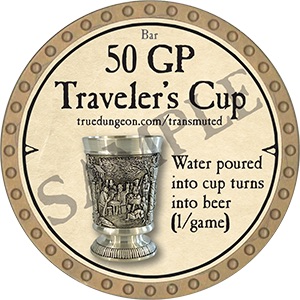 Bar
50 GP
Traveler's Cup
truedungeon.com/transmuted
Water poured
into cup turns
into beer
(1/game)
SAMPLE